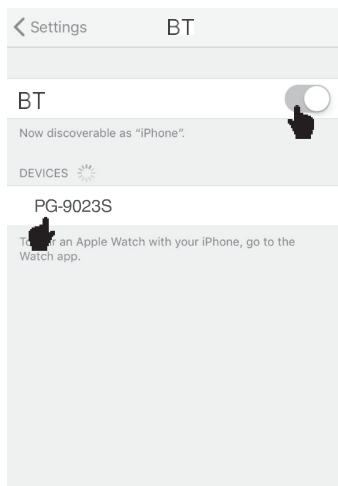 Settings BT
BT
Now discoverable as “iPhone”.
DEVICES
PG-9023S
an Apple Watch with your iPhone, go to the
Watch app.